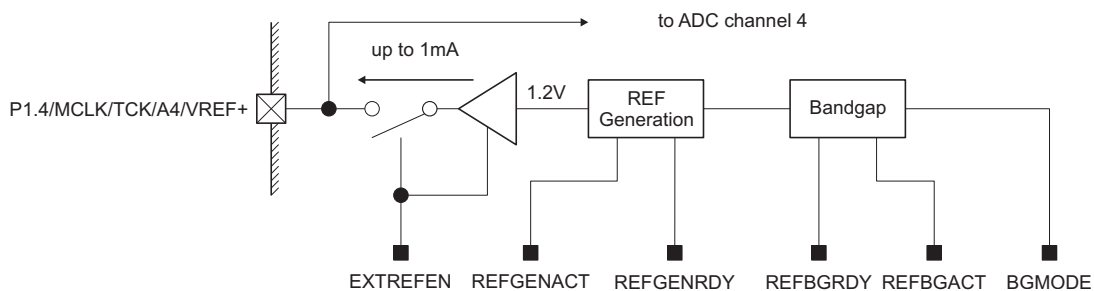 to ADC channel 4
up to 1mA
P1.4/MCLK/TCK/A4/VREF+
1.2V
REF
Generation
Bandgap
EXTREFEN
REFGENACT
REFGENRDY
REFBGRDY
REFBGACT
BGMODE